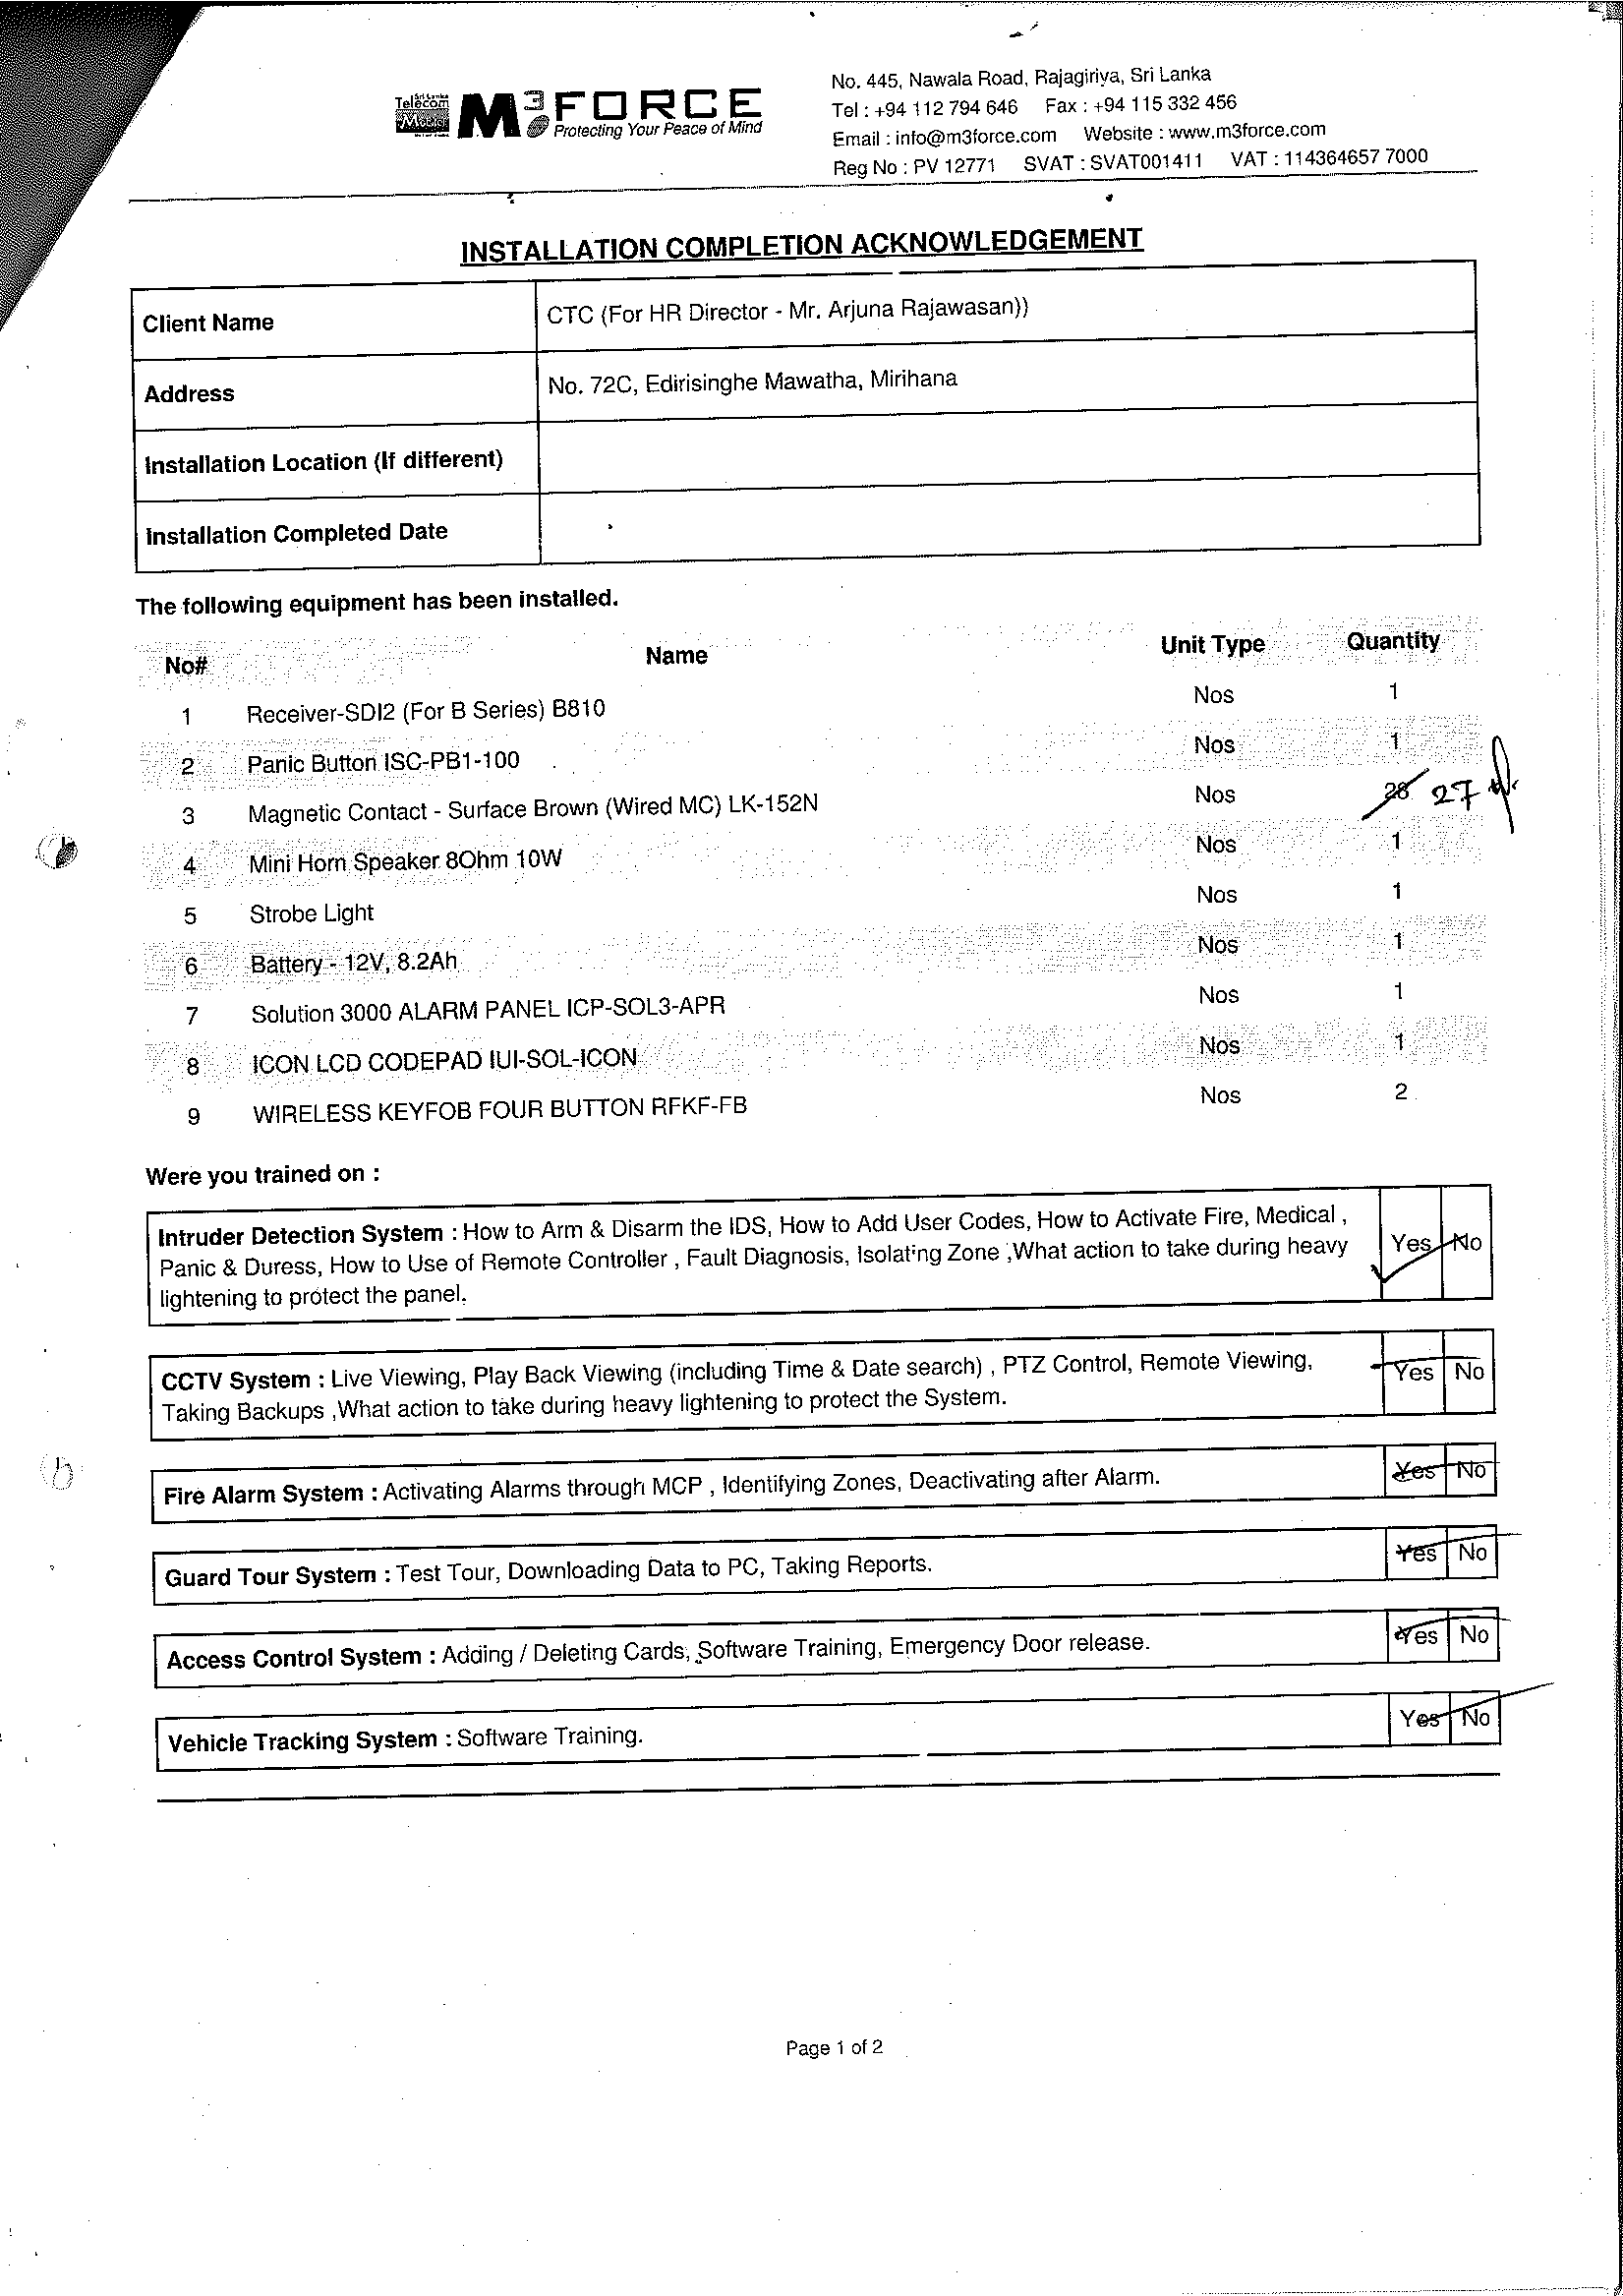 Sri Lanka
Telecom
M3FORCE
Protecting Your Peace of Mind
No. 445, Nawala Road, Rajagiriya, Sri Lanka
Tel : +94 112 794 646 Fax : +94 115 332 456
Email : info@m3force.com Website : www.m3force.com
Reg No : PV 12771 SVAT : SVAT001411 VAT : 114364657 7000
INSTALLATION COMPLETION ACKNOWLEDGEMENT
Client Name CTC (For HR Director - Mr. Arjuna Rajawasan))
Address No. 72C, Edirisinghe Mawatha, Mirihana
Installation Location (If different)
Installation Completed Date
The following equipment has been installed.
No# Name Unit Type Quantity
1 Receiver-SDI2 (For B Series) B810 Nos 1
2 Panic Button ISC-PB1-100 Nos 1
3 Magnetic Contact - Surface Brown (Wired MC) LK-152N Nos 28 27
4 Mini Horn Speaker 8Ohm 10W Nos 1
5 Strobe Light Nos 1
6 Battery - 12V, 8.2Ah Nos 1
7 Solution 3000 ALARM PANEL ICP-SOL3-APR Nos 1
8 ICON LCD CODEPAD IUI-SOL-ICON Nos 1
9 WIRELESS KEYFOB FOUR BUTTON RFKF-FB Nos 2
Were you trained on :
Intruder Detection System : How to Arm & Disarm the IDS, How to Add User Codes, How to Activate Fire, Medical ,
Panic & Duress, How to Use of Remote Controller , Fault Diagnosis, Isolating Zone ,What action to take during heavy Yes No
lightening to protect the panel.
CCTV System : Live Viewing, Play Back Viewing (including Time & Date search) , PTZ Control, Remote Viewing, Yes No
Taking Backups ,What action to take during heavy lightening to protect the System.
Fire Alarm System : Activating Alarms through MCP , Identifying Zones, Deactivating after Alarm. Yes No
Guard Tour System : Test Tour, Downloading Data to PC, Taking Reports. Yes No
Access Control System : Adding / Deleting Cards, Software Training, Emergency Door release. Yes No
Vehicle Tracking System : Software Training. Yes No
Page 1 of 2